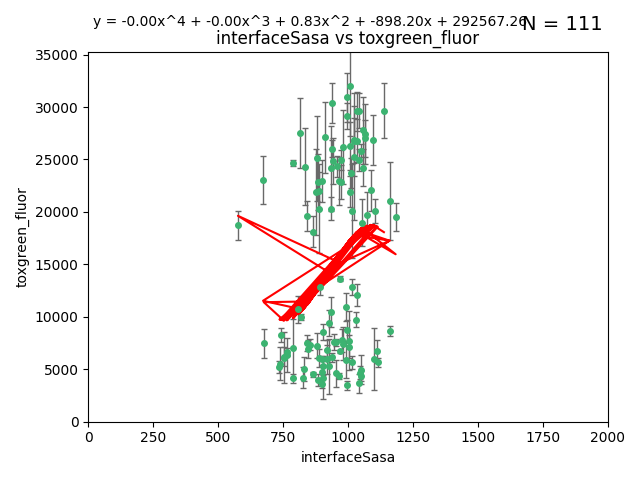 y = -0.00x^4 + -0.00x^3 + 0.83x^2 + -898.20x + 292567.26
N = 111
interfaceSasa vs toxgreen_fluor
35000
30000
25000
20000
15000
10000
5000
0
toxgreen_fluor
0 250 500 750 1000 1250 1500 1750 2000
interfaceSasa